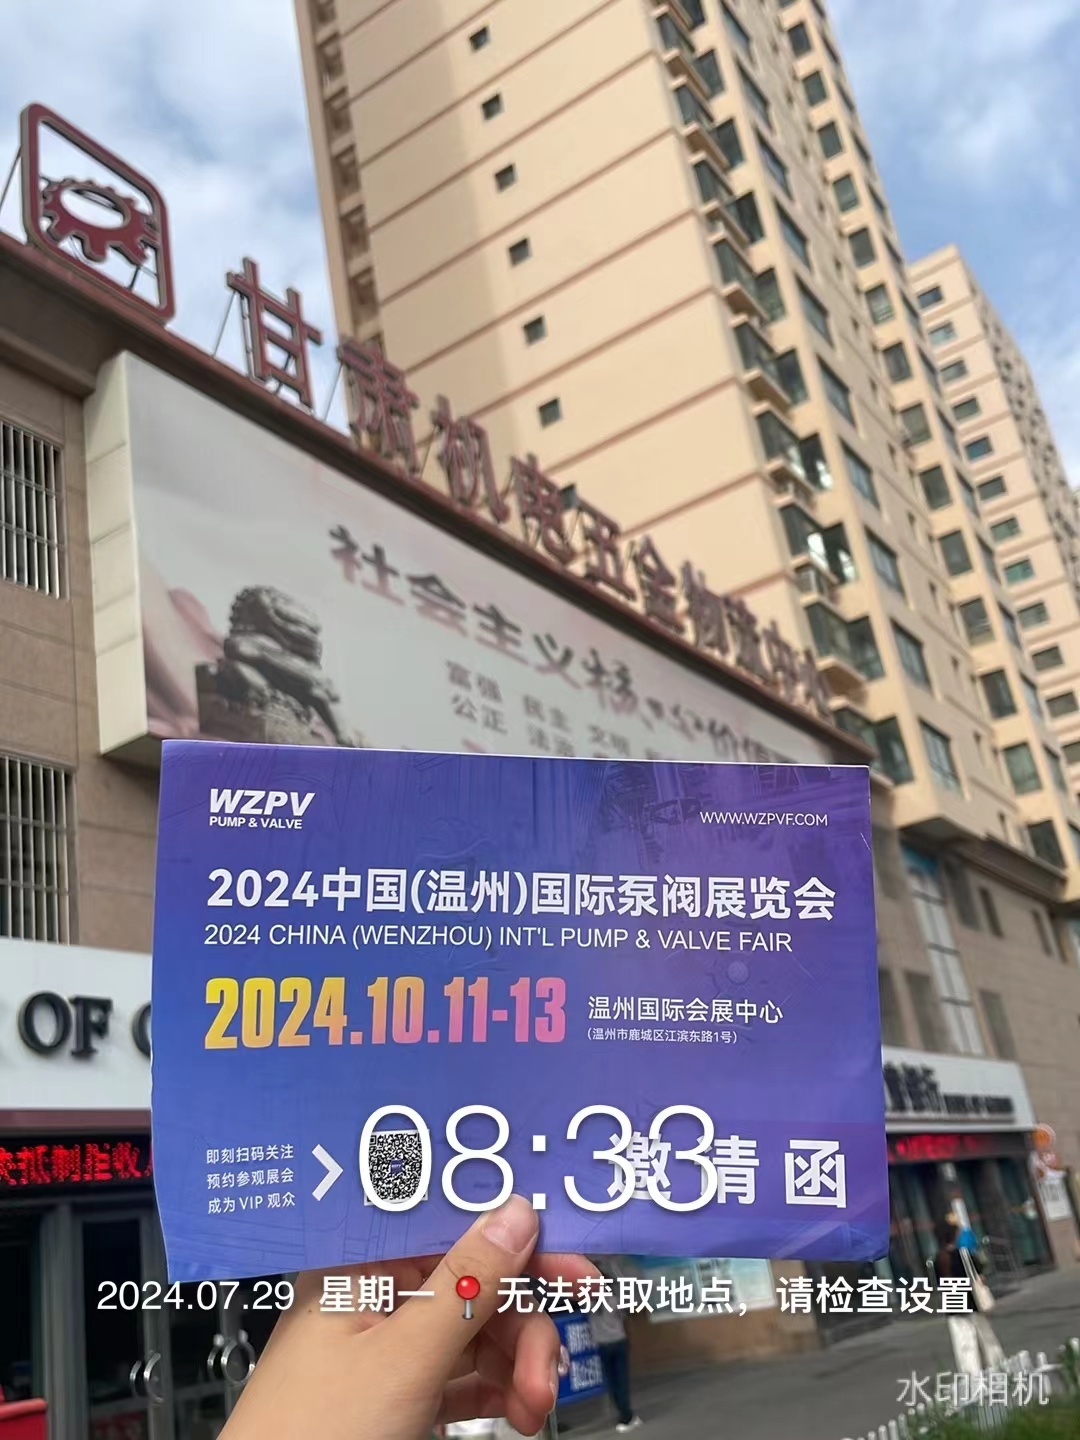 甘肃机电五金物流中心
社会主义核心价值
富强 民主 文明
公正 法治
WZPV
PUMP & VALVE
WWW.WZPVF.COM
2024中国(温州)国际泵阀展览会
2024 CHINA (WENZHOU) INT'L PUMP & VALVE FAIR
2024.10.11-13
温州国际会展中心
(温州市鹿城区江滨东路1号)
OF
即刻扫码关注
预约参观展会
成为 VIP 观众
邀请函
08:33
2024.07.29 星期一 无法获取地点，请检查设置
水印相机